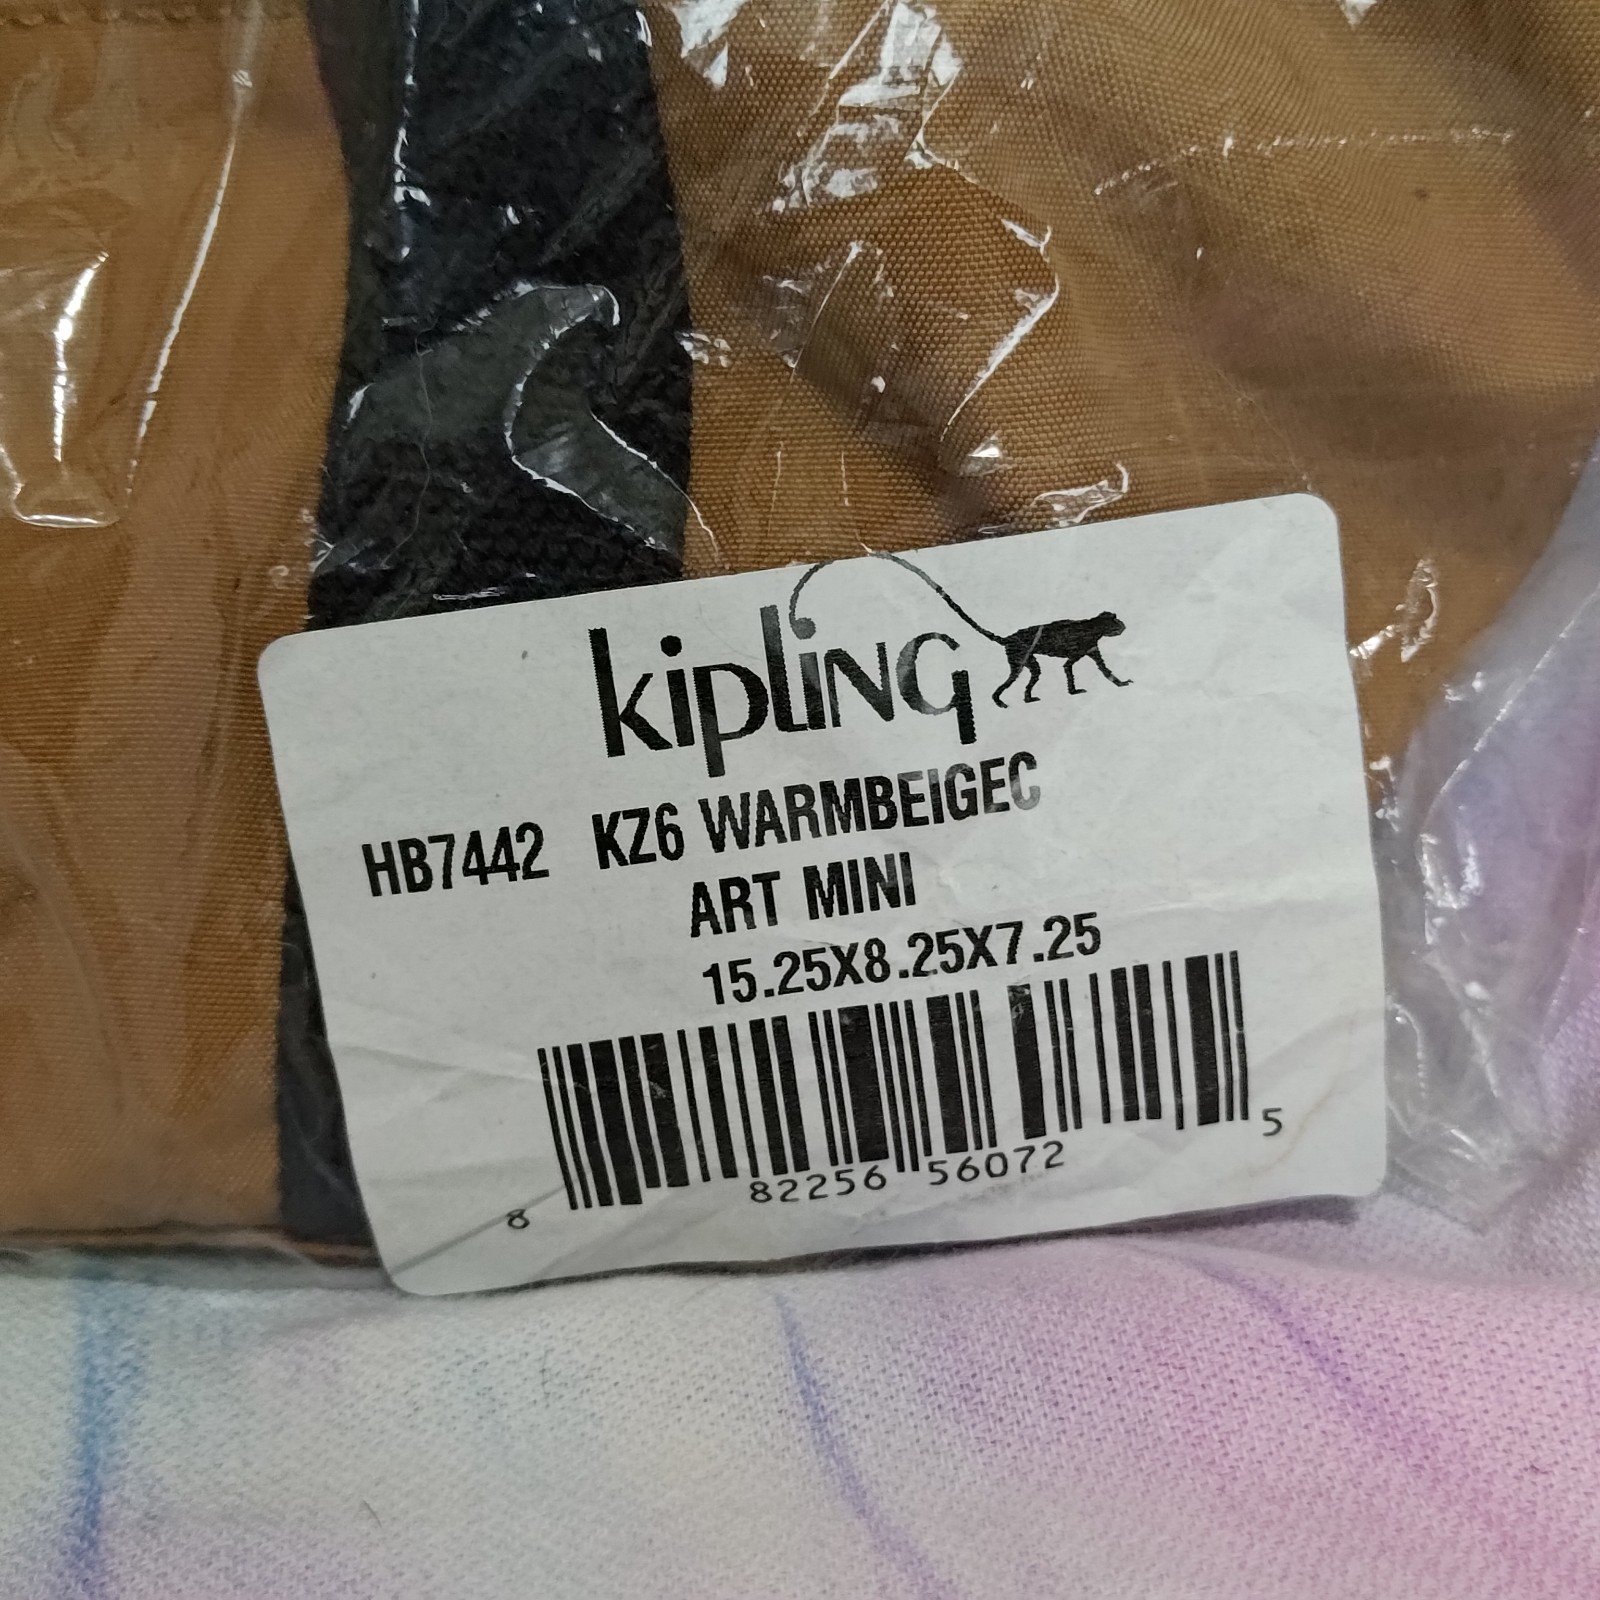 kipling
HB7442 KZ6 WARMBEIGEC
ART MINI
15.25X8.25X7.25
8 82256 56072 5